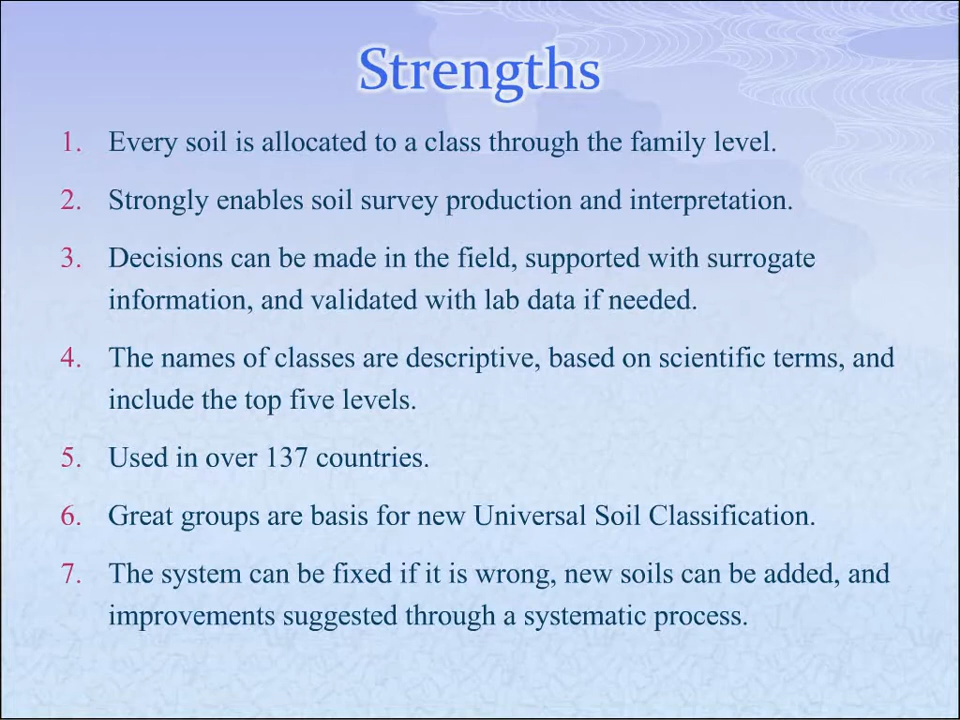 Strengths
1. Every soil is allocated to a class through the family level.
2. Strongly enables soil survey production and interpretation.
3. Decisions can be made in the field, supported with surrogate
information, and validated with lab data if needed.
4. The names of classes are descriptive, based on scientific terms, and
include the top five levels.
5. Used in over 137 countries.
6. Great groups are basis for new Universal Soil Classification.
7. The system can be fixed if it is wrong, new soils can be added, and
improvements suggested through a systematic process.